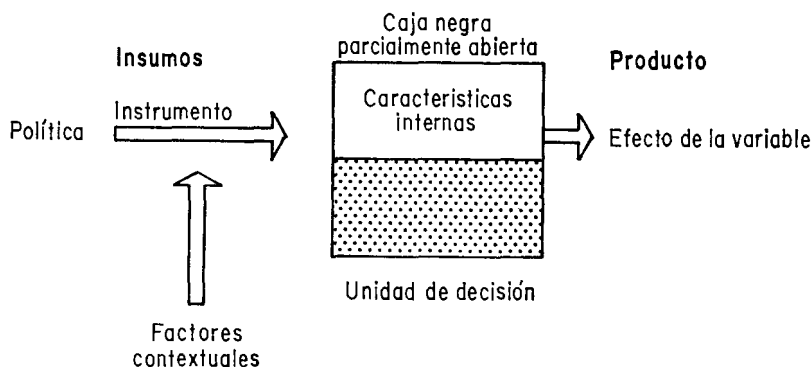 Caja negra
parcialmente abierta
Insumos
Producto
Instrumento
Política
Características
internas
Efecto de la variable
Unidad de decisión
Factores
contextuales